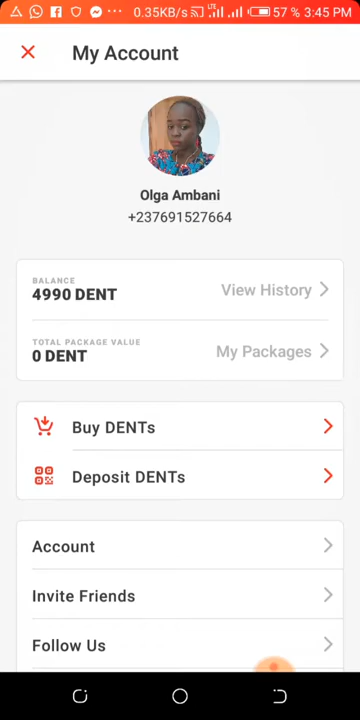 0.35KB/s LTE 57 % 3:45 PM
My Account
Olga Ambani
+237691527664
BALANCE
4990 DENT
View History
TOTAL PACKAGE VALUE
0 DENT
My Packages
Buy DENTs
Deposit DENTs
Account
Invite Friends
Follow Us